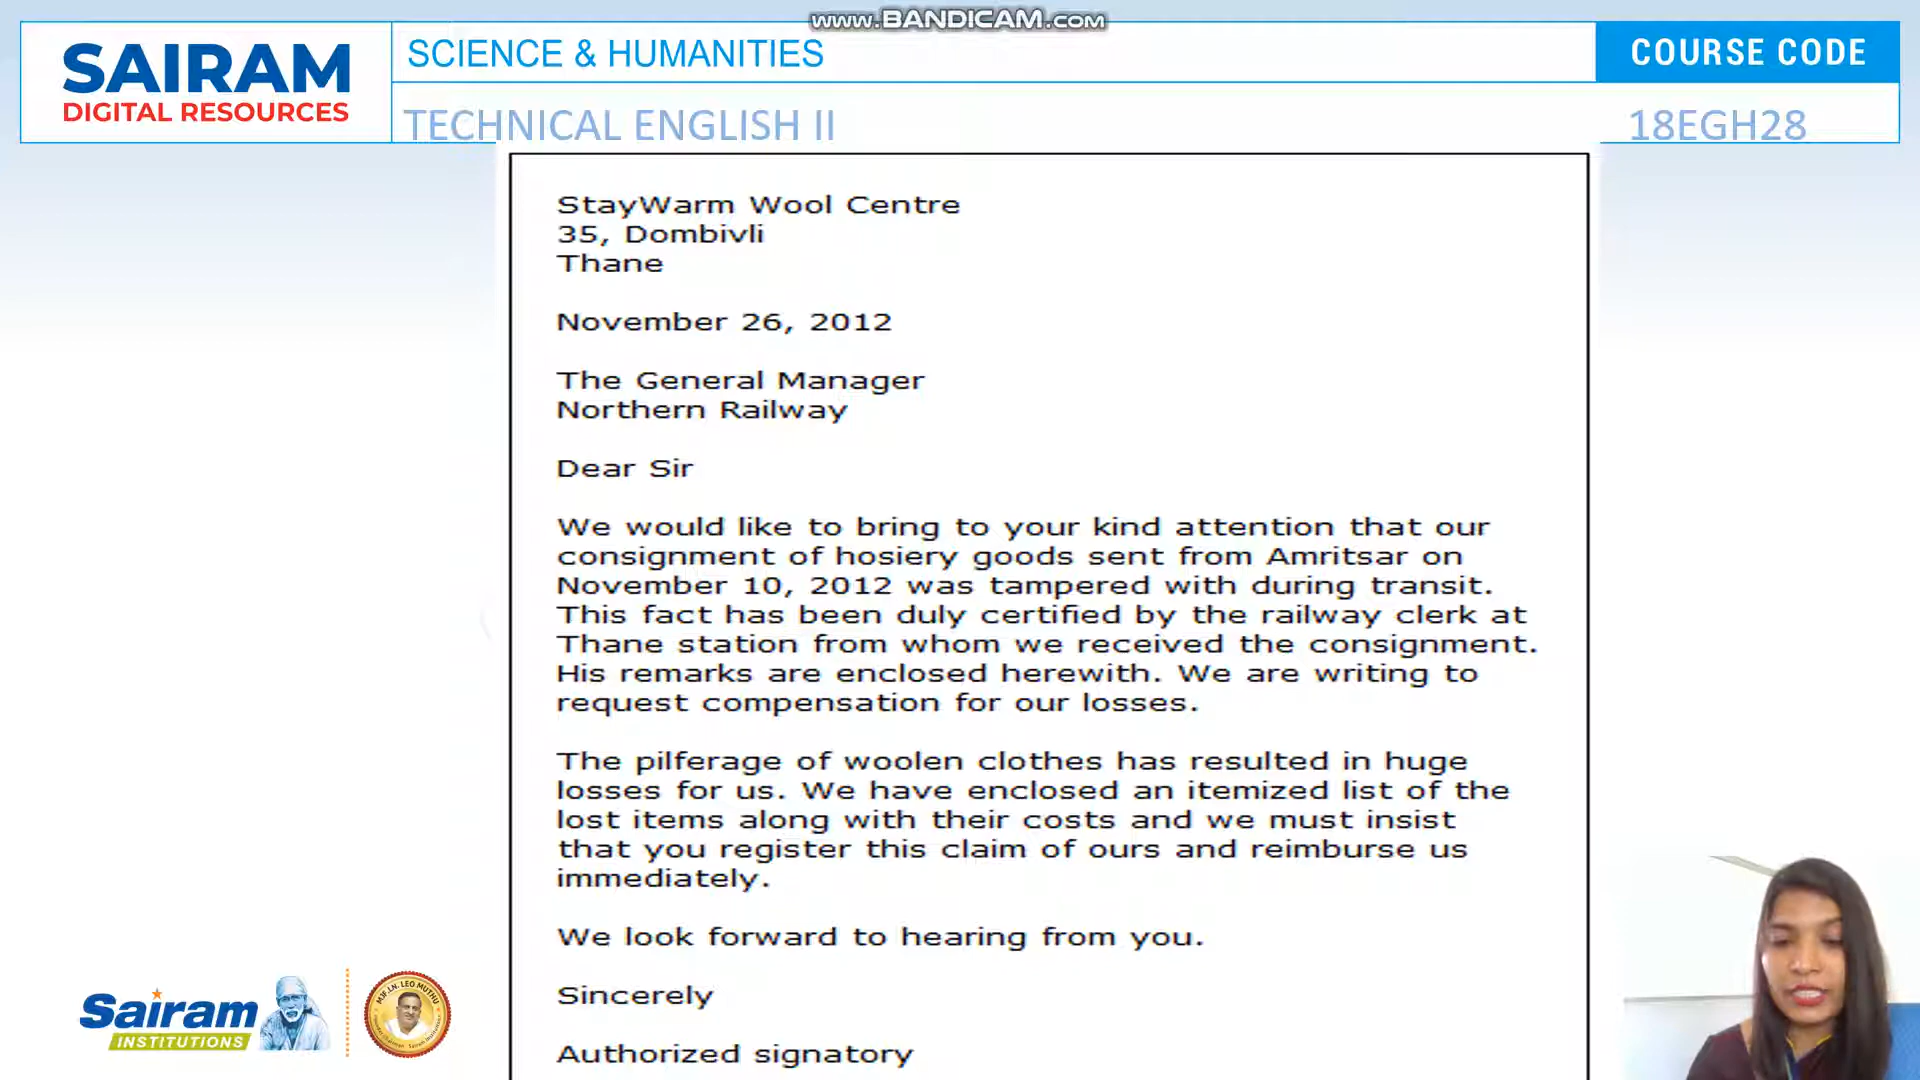 www.BANDICAM.com
SAIRAM
DIGITAL RESOURCES
SCIENCE & HUMANITIES
COURSE CODE
TECHNICAL ENGLISH II
18EGH28
StayWarm Wool Centre
35, Dombivli
Thane
November 26, 2012
The General Manager
Northern Railway
Dear Sir
We would like to bring to your kind attention that our
consignment of hosiery goods sent from Amritsar on
November 10, 2012 was tampered with during transit.
This fact has been duly certified by the railway clerk at
Thane station from whom we received the consignment.
His remarks are enclosed herewith. We are writing to
request compensation for our losses.
The pilferage of woolen clothes has resulted in huge
losses for us. We have enclosed an itemized list of the
lost items along with their costs and we must insist
that you register this claim of ours and reimburse us
immediately.
We look forward to hearing from you.
Sincerely
Authorized signatory
Sairam
INSTITUTIONS
MJF.LN. LEO MUTHU